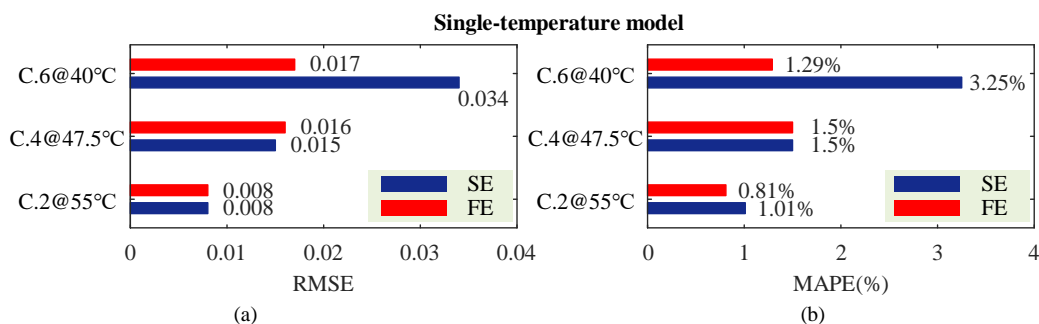 Single-temperature model
C.6@40°C
0.017
0.034
C.4@47.5°C
0.016
0.015
C.2@55°C
0.008
0.008
SE
FE
0
0.01
0.02
0.03
0.04
RMSE
(a)
C.6@40°C
1.29%
3.25%
C.4@47.5°C
1.5%
1.5%
C.2@55°C
0.81%
1.01%
SE
FE
0
1
2
3
4
MAPE(%)
(b)